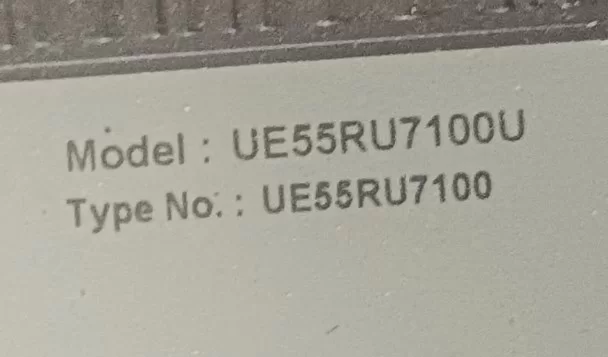 Model : UE55RU7100U
Type No. : UE55RU7100